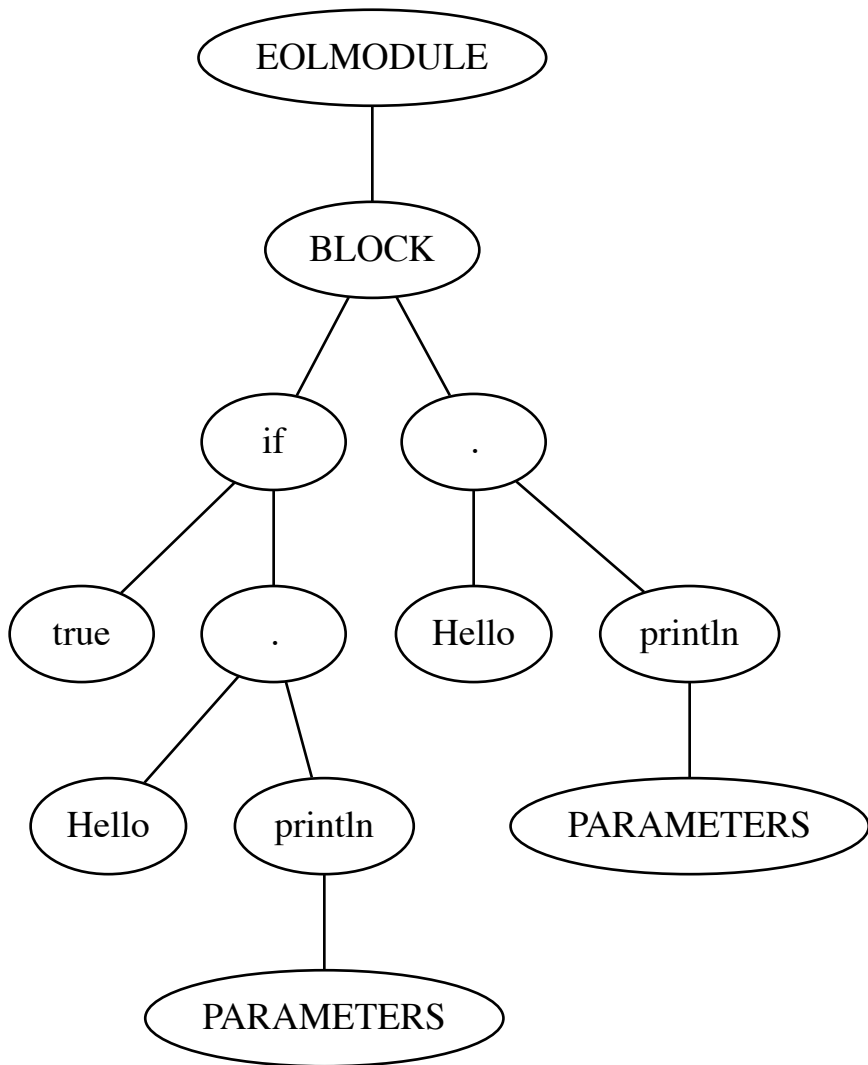 EOLMODULE
BLOCK
if .
true . Hello println
Hello println PARAMETERS
PARAMETERS